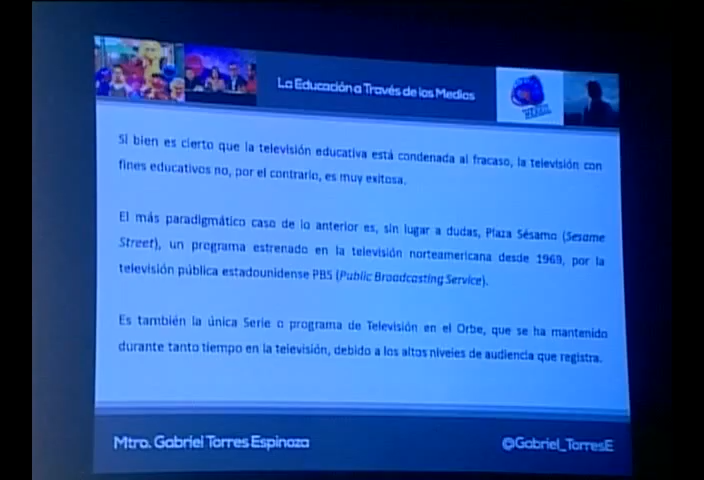 La Educación a Través de los Medios
Si bien es cierto que la televisión educativa está condenada al fracaso, la televisión con
fines educativos no, por el contrario, es muy exitosa.
El más paradigmático caso de lo anterior es, sin lugar a dudas, Plaza Sésamo (Sesame
Street), un programa estrenado en la televisión norteamericana desde 1969, por la
televisión pública estadounidense PBS (Public Broadcasting Service).
Es también la única Serie o programa de Televisión en el Orbe, que se ha mantenido
durante tanto tiempo en la televisión, debido a los altos niveles de audiencia que registra.
Mtro. Gabriel Torres Espinoza
@Gabriel_TorresE